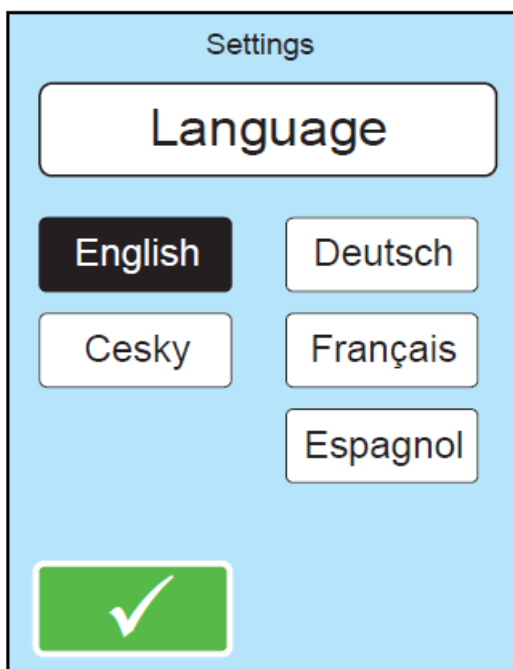 Settings
Language
English Deutsch
Cesky Français
Espagnol